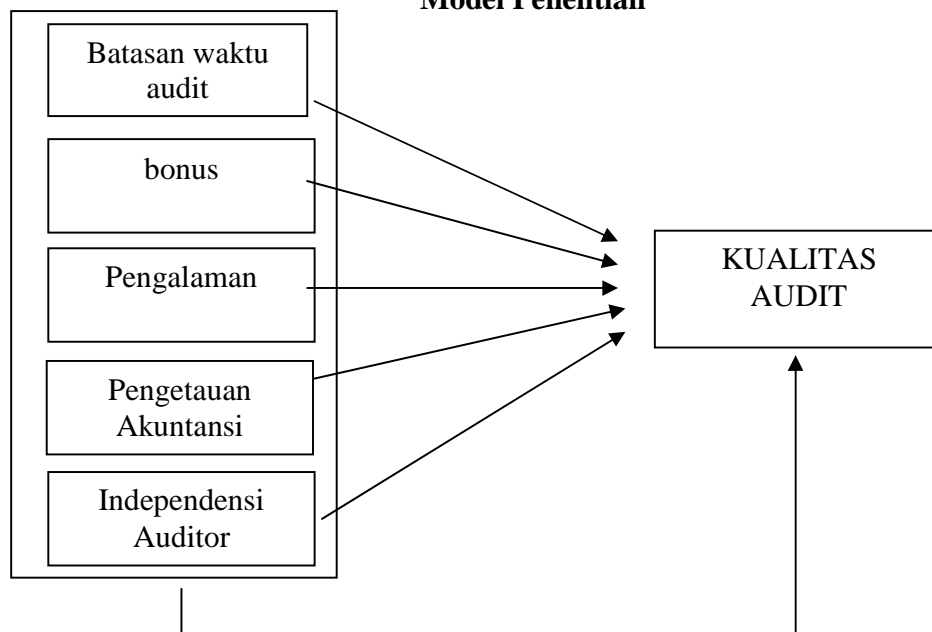 Model Penelitian
Batasan waktu
audit
bonus
Pengalaman
Pengetauan
Akuntansi
Independensi
Auditor
KUALITAS
AUDIT